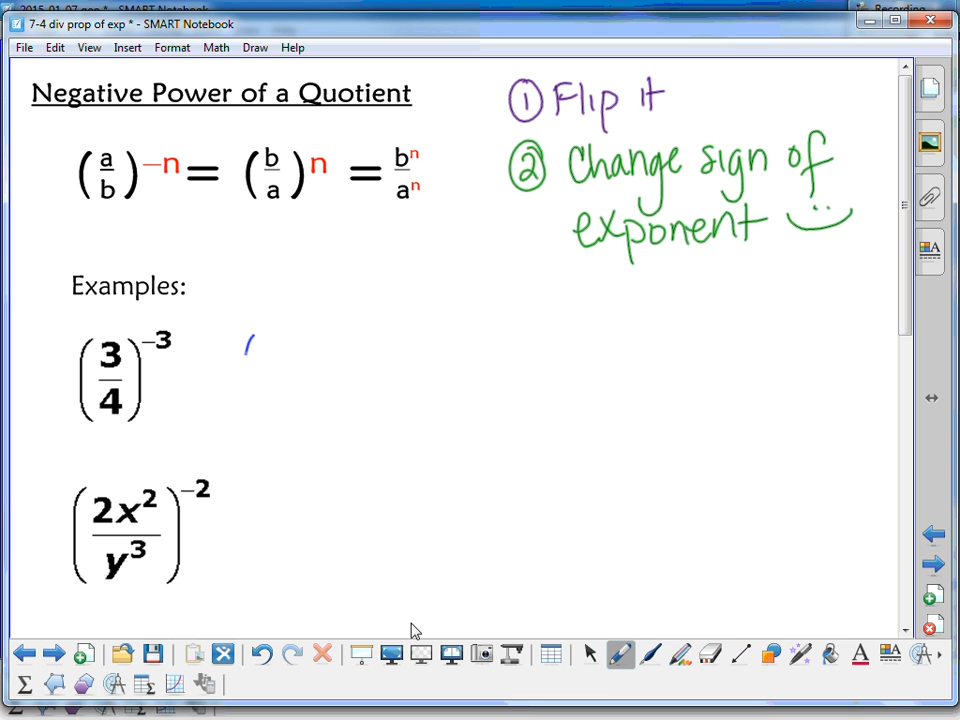 7-4 div prop of exp * - SMART Notebook
File Edit View Insert Format Math Draw Help
Negative Power of a Quotient
(a/b)^−n = (b/a)^n = b^n/a^n
① Flip it
② Change sign of
exponent
Examples:
(3/4)^−3
(
(2x²/y³)^−2